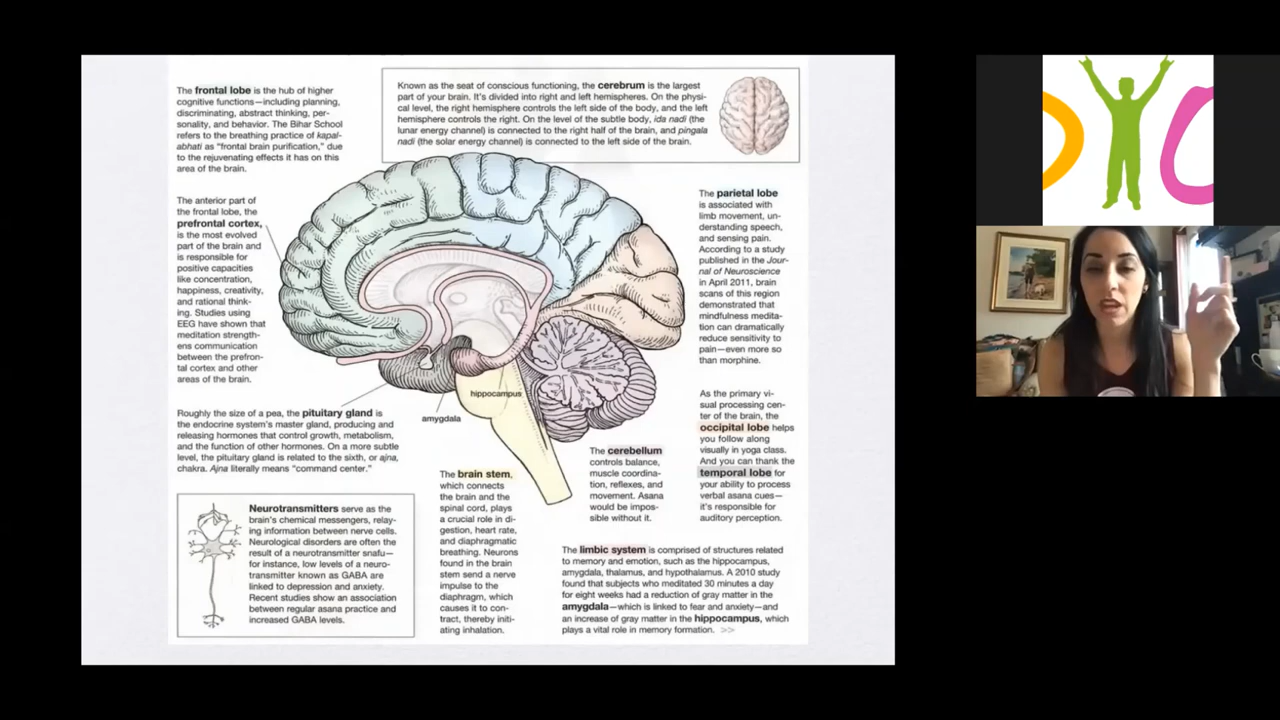 The frontal lobe is the hub of higher
cognitive functions—including planning,
discriminating, abstract thinking, per-
sonality, and behavior. The Bihar School
refers to the breathing practice of kapal-
abhati as “frontal brain purification,” due
to the rejuvenating effects it has on this
area of the brain.
Known as the seat of conscious functioning, the cerebrum is the largest
part of your brain. It’s divided into right and left hemispheres. On the physi-
cal level, the right hemisphere controls the left side of the body, and the left
hemisphere controls the right. On the level of the subtle body, ida nadi (the
lunar energy channel) is connected to the right half of the brain, and pingala
nadi (the solar energy channel) is connected to the left side of the brain.
The anterior part of
the frontal lobe, the
prefrontal cortex,
is the most evolved
part of the brain and
is responsible for
positive capacities
like concentration,
happiness, creativity,
and rational think-
ing. Studies using
EEG have shown that
meditation strength-
ens communication
between the prefron-
tal cortex and other
areas of the brain.
The parietal lobe
is associated with
limb movement, un-
derstanding speech,
and sensing pain.
According to a study
published in the Jour-
nal of Neuroscience
in April 2011, brain
scans of this region
demonstrated that
mindfulness medita-
tion can dramatically
reduce sensitivity to
pain—even more so
than morphine.
hippocampus
amygdala
Roughly the size of a pea, the pituitary gland is
the endocrine system’s master gland, producing and
releasing hormones that control growth, metabolism,
and the function of other hormones. On a more subtle
level, the pituitary gland is related to the sixth, or ajna,
chakra. Ajna literally means “command center.”
As the primary vi-
sual processing cen-
ter of the brain, the
occipital lobe helps
you follow along
visually in yoga class.
And you can thank the
temporal lobe for
your ability to process
verbal asana cues—
it’s responsible for
auditory perception.
The cerebellum
controls balance,
muscle coordina-
tion, reflexes, and
movement. Asana
would be impos-
sible without it.
The brain stem,
which connects
the brain and the
spinal cord, plays
a crucial role in di-
gestion, heart rate,
and diaphragmatic
breathing. Neurons
found in the brain
stem send a nerve
impulse to the
diaphragm, which
causes it to con-
tract, thereby initi-
ating inhalation.
Neurotransmitters serve as the
brain’s chemical messengers, relay-
ing information between nerve cells.
Neurological disorders are often the
result of a neurotransmitter snafu—
for instance, low levels of a neuro-
transmitter known as GABA are
linked to depression and anxiety.
Recent studies show an association
between regular asana practice and
increased GABA levels.
The limbic system is comprised of structures related
to memory and emotion, such as the hippocampus,
amygdala, thalamus, and hypothalamus. A 2010 study
found that subjects who meditated 30 minutes a day
for eight weeks had a reduction of gray matter in the
amygdala—which is linked to fear and anxiety—and
an increase of gray matter in the hippocampus, which
plays a vital role in memory formation. >>